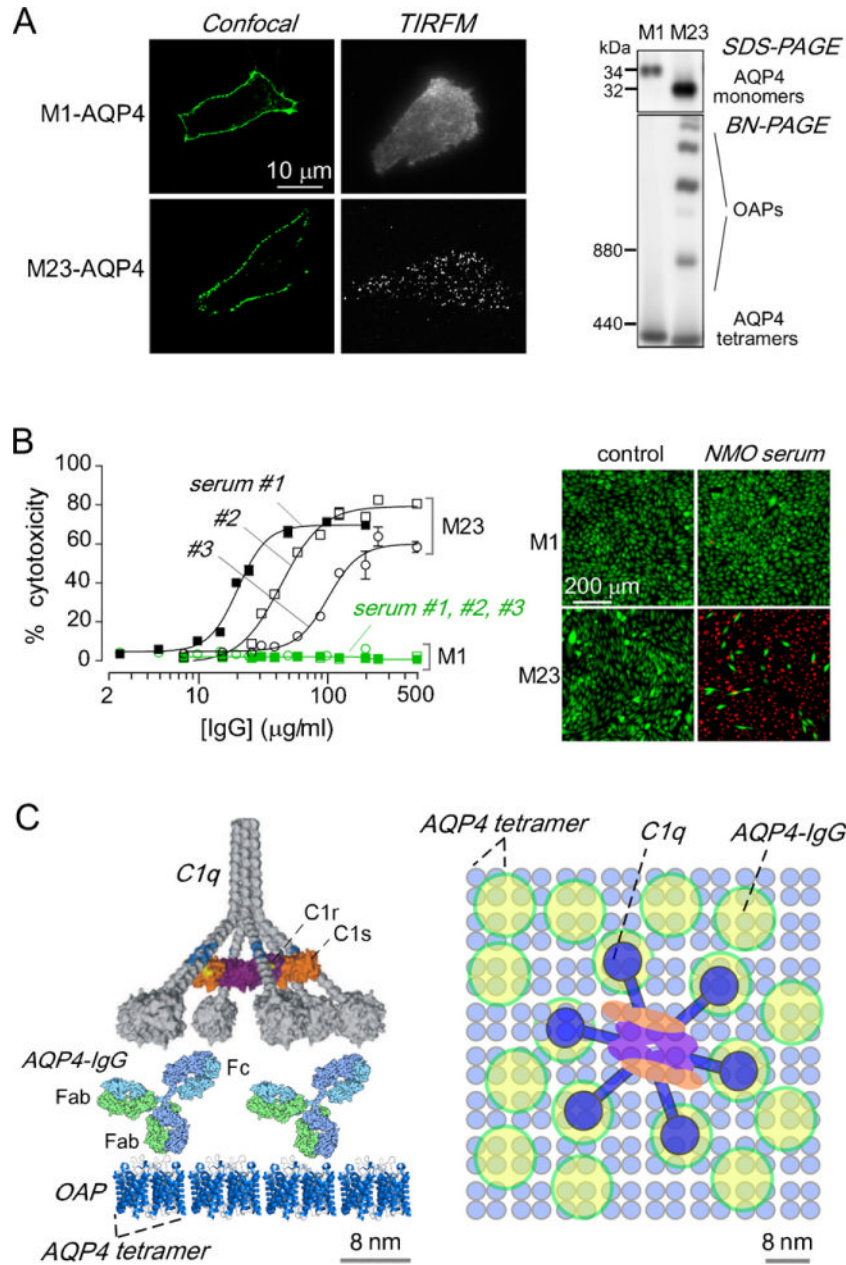 A
Confocal
TIRFM
M1-AQP4
10 μm
M23-AQP4
M1 M23
kDa
SDS-PAGE
34
32
AQP4
monomers
BN-PAGE
OAPs
880
440
AQP4
tetramers
B
% cytotoxicity
100
80
60
40
20
0
serum #1
#2
#3
M23
serum #1, #2, #3
M1
2 10 100 500
[IgG] (μg/ml)
control
NMO serum
M1
200 μm
M23
C
C1q
C1r
C1s
AQP4-IgG
Fc
Fab
Fab
OAP
AQP4 tetramer
8 nm
AQP4 tetramer
C1q
AQP4-IgG
8 nm